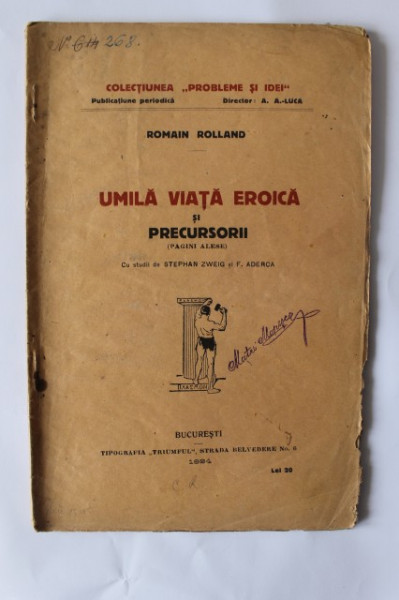 COLECȚIUNEA „PROBLEME ȘI IDEI"
Publicațiune periodică Director: A. A.-LUCA
ROMAIN ROLLAND
UMILĂ VIAȚĂ EROICĂ
ȘI
PRECURSORII
(PAGINI ALESE)
Cu studii de STEPHAN ZWEIG și F. ADERCA
BUCUREȘTI
TIPOGRAFIA „TRIUMFUL", STRADA BELVEDERE No. 6
1924
Lei 20